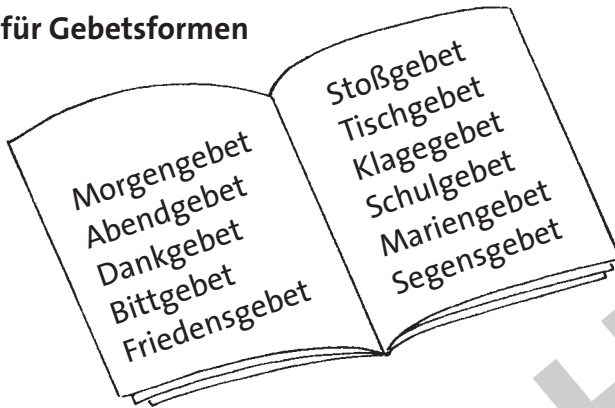 für Gebetsformen
Morgengebet
Abendgebet
Dankgebet
Bittgebet
Friedensgebet
Stoßgebet
Tischgebet
Klagegebet
Schulgebet
Mariengebet
Segensgebet